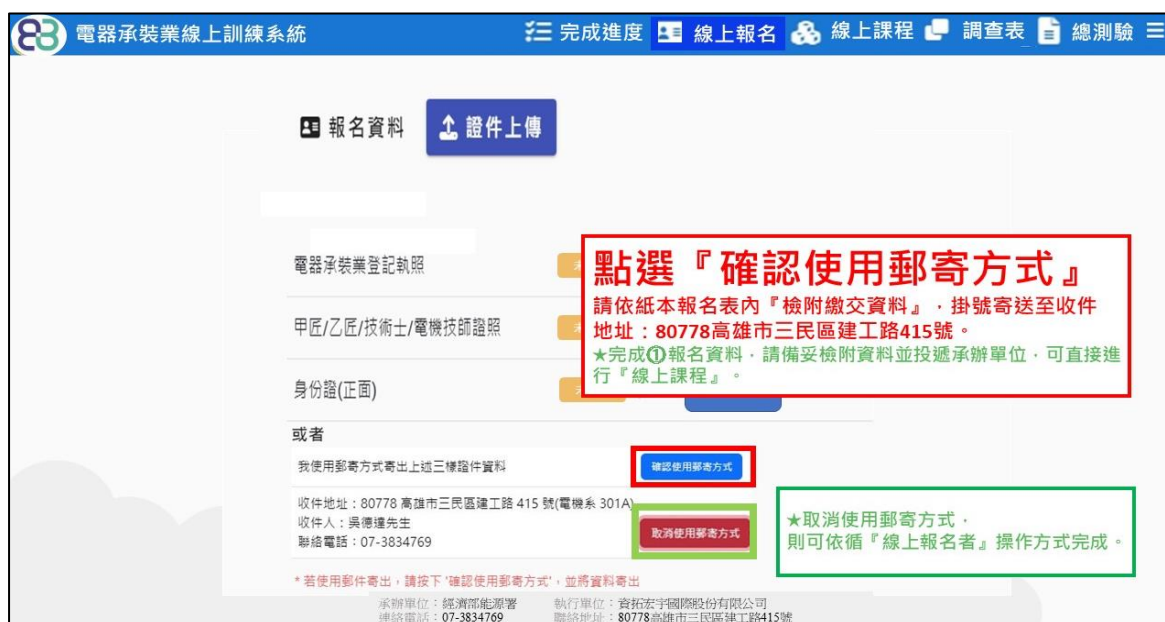 電器承裝業線上訓練系統
完成進度 線上報名 線上課程 調查表 總測驗
報名資料 證件上傳
電器承裝業登記執照
甲匠/乙匠/技術士/電機技師證照
身份證(正面)
點選『確認使用郵寄方式』
請依紙本報名表內『檢附繳交資料』，掛號寄送至收件
地址：80778高雄市三民區建工路415號。
★完成①報名資料，請備妥檢附資料並投遞承辦單位，可直接進
行『線上課程』。
或者
我使用郵寄方式寄出上述三樣證件資料
確認使用郵寄方式
收件地址：80778 高雄市三民區建工路 415 號(電機系 301A)
收件人：吳德達先生
聯絡電話：07-3834769
取消使用郵寄方式
★取消使用郵寄方式，
則可依循『線上報名者』操作方式完成。
* 若使用郵件寄出，請按下 '確認使用郵寄方式'，並將資料寄出
承辦單位：經濟部能源署 執行單位：資拓宏宇國際股份有限公司
連絡電話：07-3834769 聯絡地址：80778高雄市三民區建工路415號